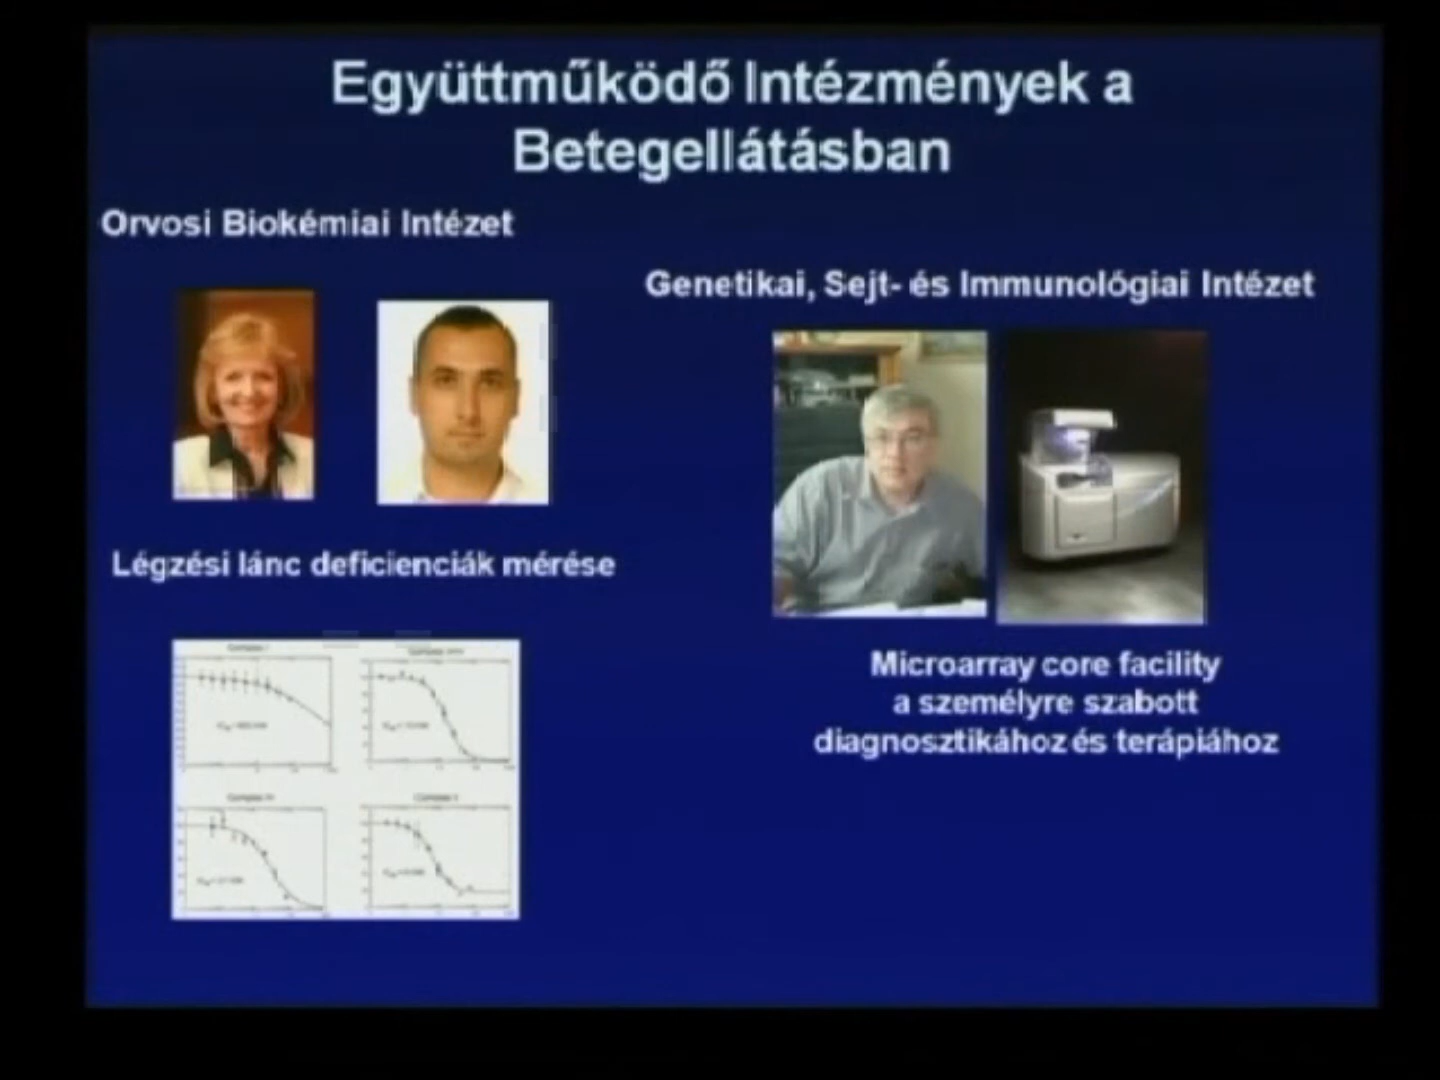 Együttműködő Intézmények a
Betegellátásban
Orvosi Biokémiai Intézet
Genetikai, Sejt- és Immunológiai Intézet
Légzési lánc deficienciák mérése
Microarray core facility
a személyre szabott
diagnosztikához és terápiához